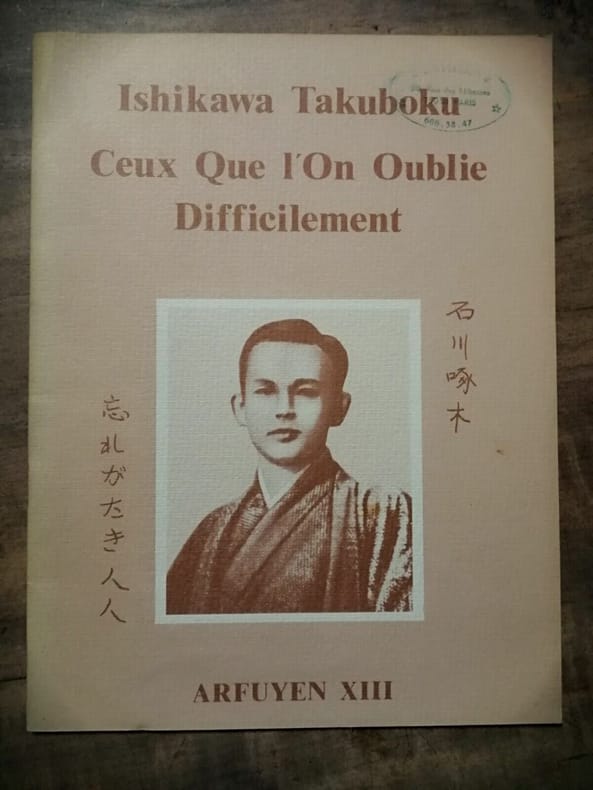 Ishikawa Takuboku
Ceux Que l'On Oublie
Difficilement
石川啄木
忘れがたき人人
ARFUYEN XIII